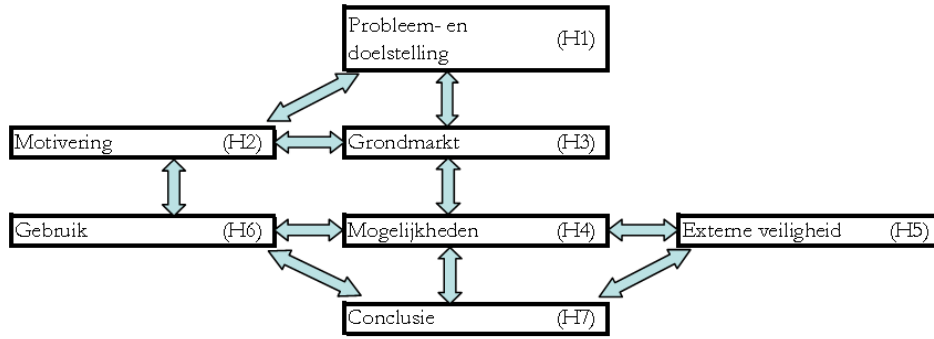 Probleem- en
doelstelling (H1)
Motivering (H2)
Grondmarkt (H3)
Gebruik (H6)
Mogelijkheden (H4)
Externe veiligheid (H5)
Conclusie (H7)